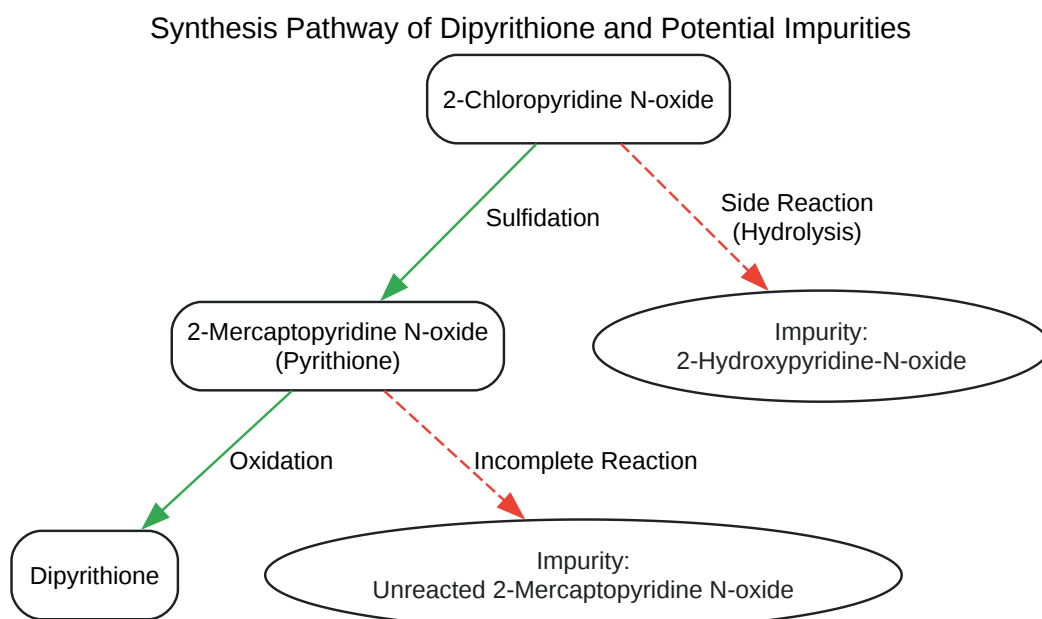 Synthesis Pathway of Dipyrithione and Potential Impurities
2-Chloropyridine N-oxide
Sulfidation
Side Reaction
(Hydrolysis)
2-Mercaptopyridine N-oxide
(Pyrithione)
Impurity:
2-Hydroxypyridine-N-oxide
Oxidation
Incomplete Reaction
Dipyrithione
Impurity:
Unreacted 2-Mercaptopyridine N-oxide